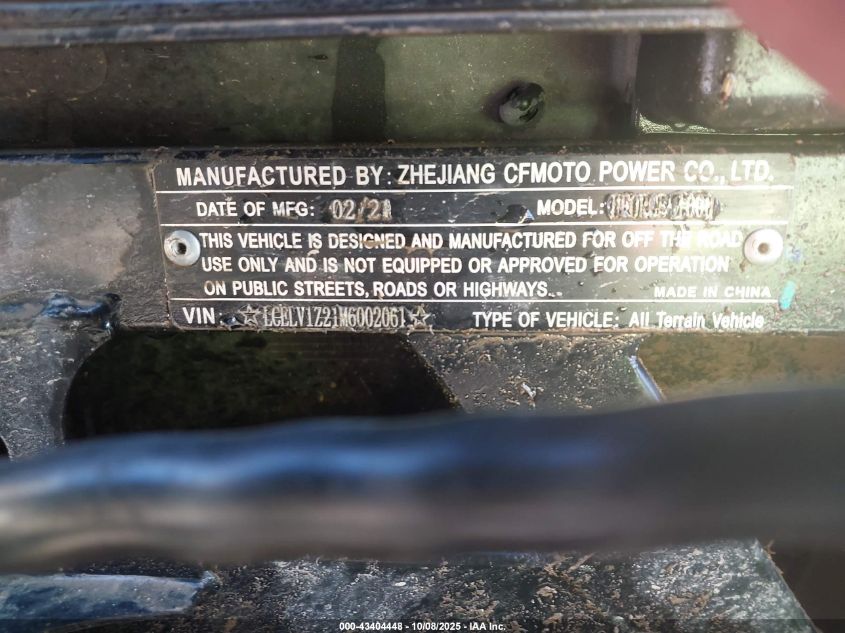 MANUFACTURED BY: ZHEJIANG CFMOTO POWER CO., LTD.
DATE OF MFG: 02/21 MODEL:
THIS VEHICLE IS DESIGNED AND MANUFACTURED FOR OFF THE ROAD
USE ONLY AND IS NOT EQUIPPED OR APPROVED FOR OPERATION
ON PUBLIC STREETS, ROADS OR HIGHWAYS. MADE IN CHINA
VIN: ☆LCELV1Z21M6002061☆ TYPE OF VEHICLE: All Terrain Vehicle
000-43404448 - 10/08/2025 - IAA Inc.